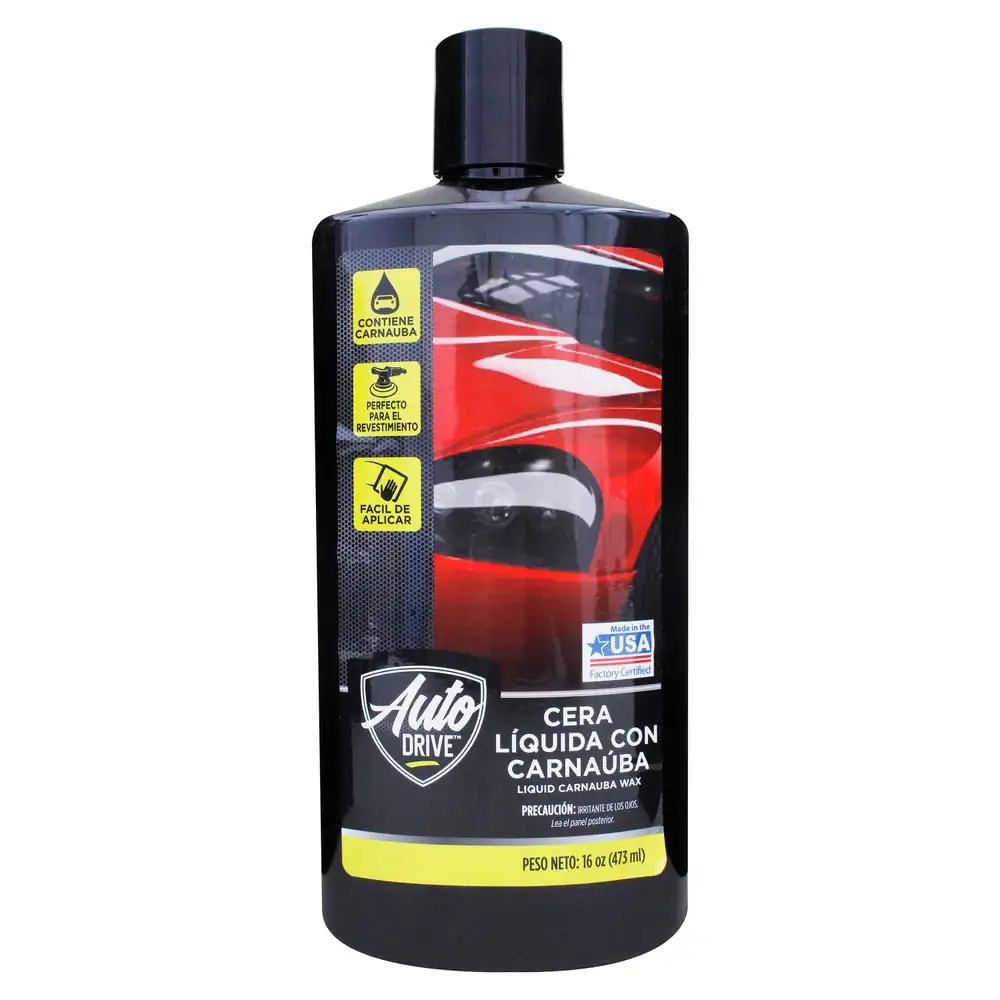 CONTIENE
CARNAUBA
PERFECTO
PARA EL
REVESTIMIENTO
FACIL DE
APLICAR
Made in the
USA
Factory Certified
Auto
DRIVE™
CERA
LÍQUIDA CON
CARNAÚBA
LIQUID CARNAUBA WAX
PRECAUCIÓN: IRRITANTE DE LOS OJOS.
Lea el panel posterior.
PESO NETO: 16 oz (473 ml)